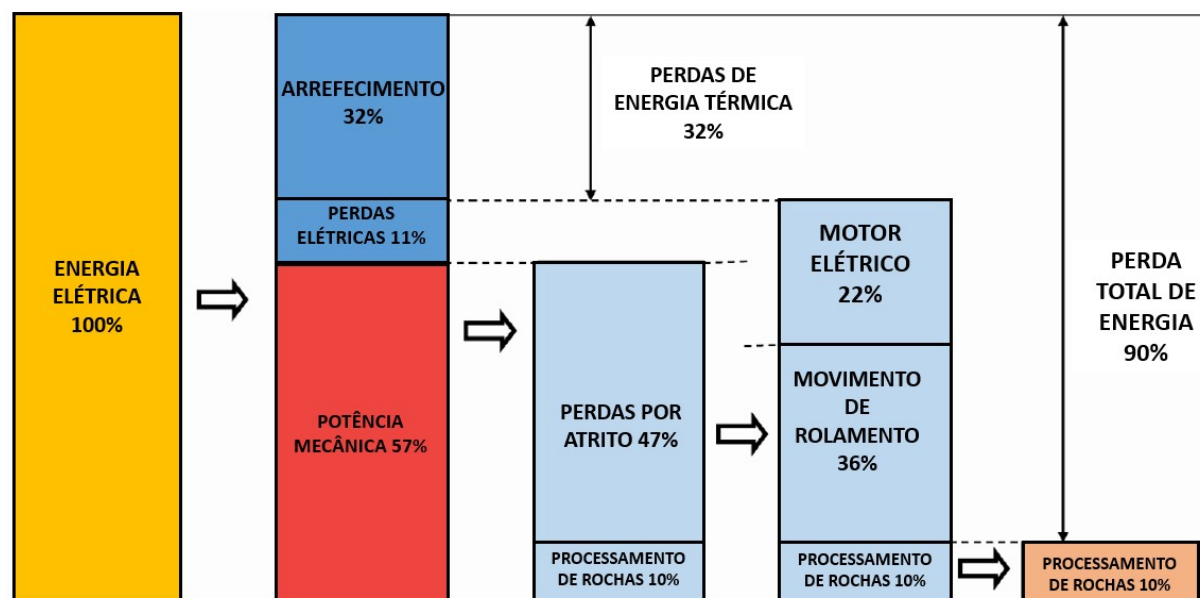 ENERGIA
ELÉTRICA
100%
ARREFECIMENTO
32%
PERDAS
ELÉTRICAS 11%
POTÊNCIA
MECÂNICA 57%
PERDAS POR
ATRITO 47%
PROCESSAMENTO
DE ROCHAS 10%
PERDAS DE
ENERGIA TÉRMICA
32%
MOTOR
ELÉTRICO
22%
MOVIMENTO
DE
ROLAMENTO
36%
PROCESSAMENTO
DE ROCHAS 10%
PERDA
TOTAL DE
ENERGIA
90%
PROCESSAMENTO
DE ROCHAS 10%